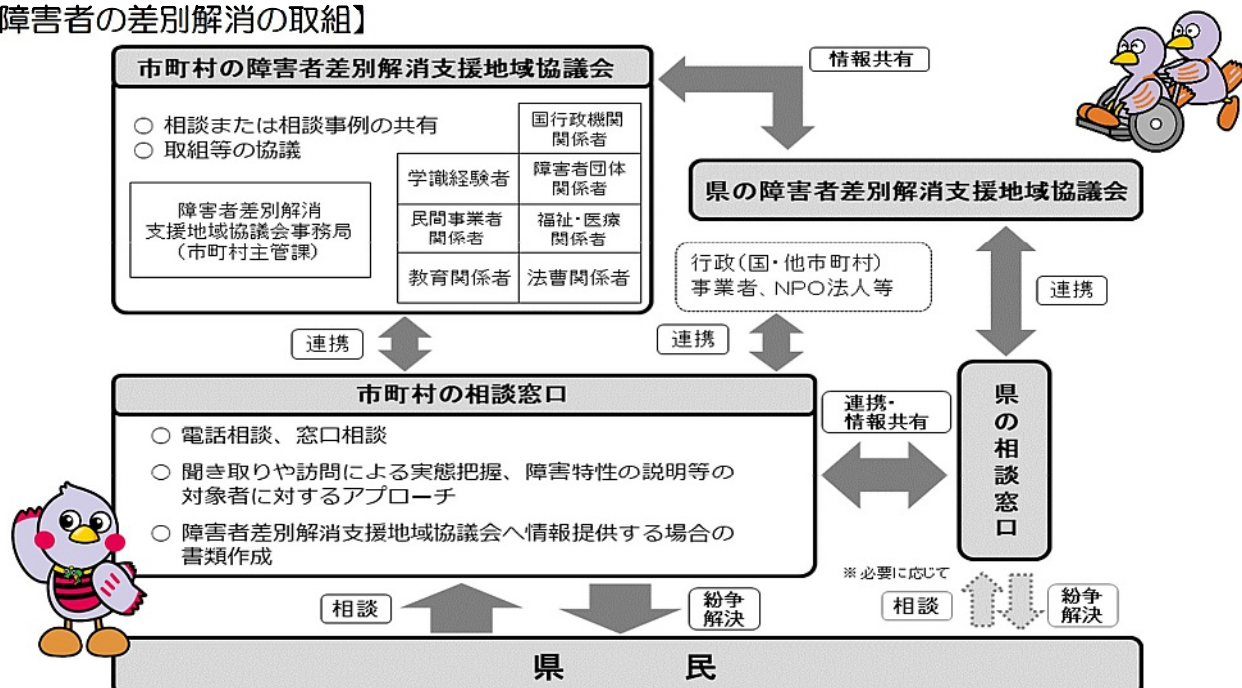 障害者の差別解消の取組】
市町村の障害者差別解消支援地域協議会
○ 相談または相談事例の共有
○ 取組等の協議
障害者差別解消
支援地域協議会事務局
(市町村主管課)
国行政機関
関係者
学識経験者
障害者団体
関係者
民間事業者
関係者
福祉・医療
関係者
教育関係者
法曹関係者
情報共有
県の障害者差別解消支援地域協議会
行政(国・他市町村)
事業者、NPO法人等
連携
連携
連携
市町村の相談窓口
○ 電話相談、窓口相談
○ 聞き取りや訪問による実態把握、障害特性の説明等の
対象者に対するアプローチ
○ 障害者差別解消支援地域協議会へ情報提供する場合の
書類作成
連携・
情報共有
県の相談窓口
※必要に応じて
相談
紛争
解決
相談
紛争
解決
県 民